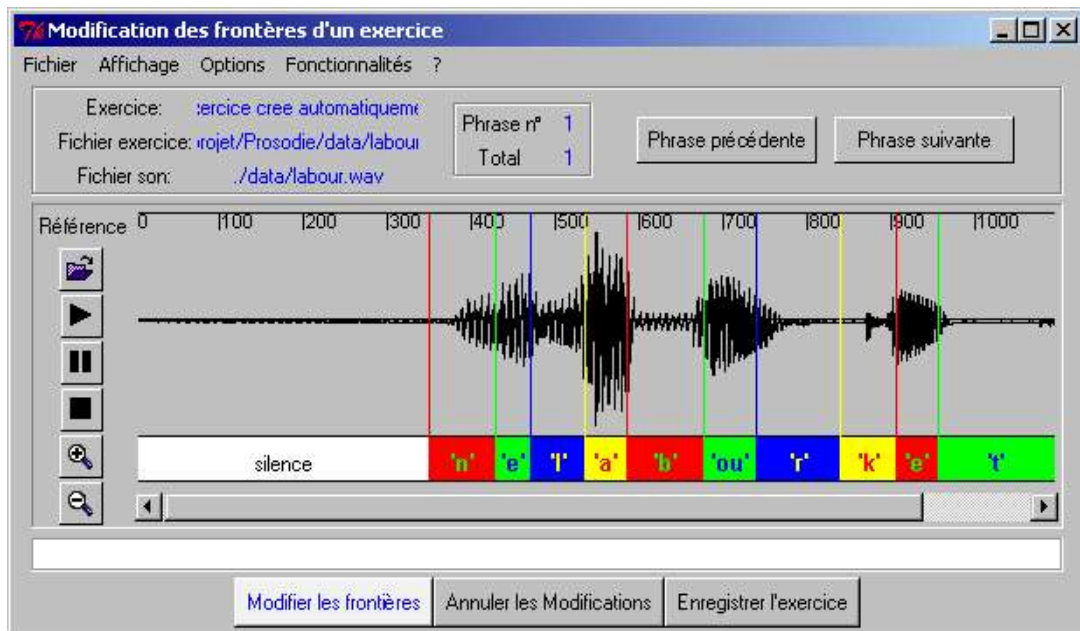 Modification des frontères d'un exercice
Fichier Affichage Options Fonctionnalités ?
Exercice: :ercice cree automatiqueme
Fichier exercice: rojet/Prosodie/data/labour
Fichier son: ./data/labour.wav
Phrase n° 1
Total 1
Phrase précédente
Phrase suivante
Référence 0 |100 |200 |300 |400 |500 |600 |700 |800 |900 |1000
silence 'n' 'e' 'l' 'a' 'b' 'ou' 'r' 'k' 'e' 't'
Modifier les frontières Annuler les Modifications Enregistrer l'exercice